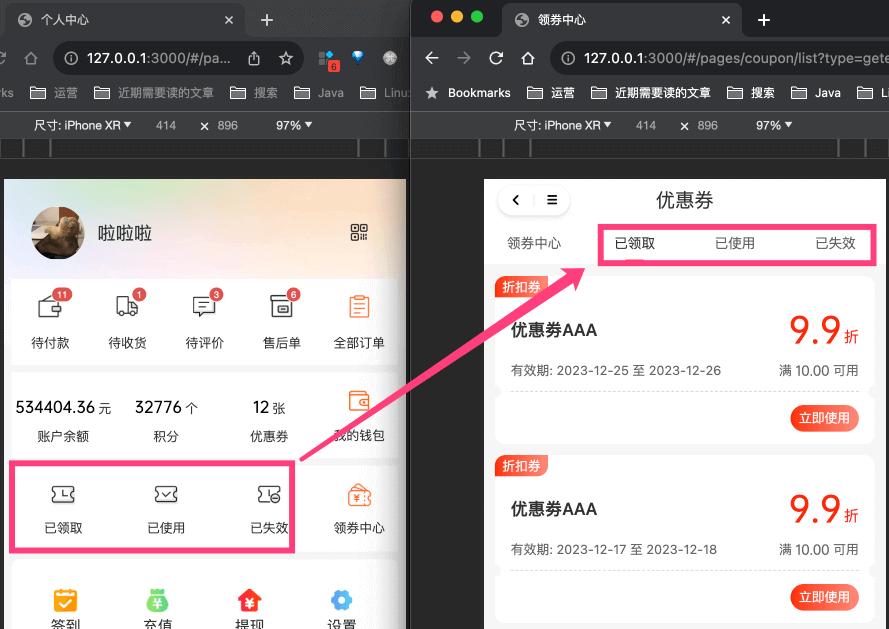 个人中心
127.0.0.1:3000/#/pa...
6
ks
运营
近期需要读的文章
搜索
Java
Linu
尺寸: iPhone XR
414
×
896
97%
啦啦啦
11
1
3
6
待付款
待收货
待评价
售后单
全部订单
534404.36 元
32776 个
12 张
账户余额
积分
优惠券
我的钱包
已领取
已使用
已失效
领券中心
签到
充值
提现
设置
领券中心
127.0.0.1:3000/#/pages/coupon/list?type=gete
Bookmarks
运营
近期需要读的文章
搜索
Java
Li
尺寸: iPhone XR
414
×
896
97%
优惠券
领券中心
已领取
已使用
已失效
折扣券
优惠劵AAA
9.9 折
有效期: 2023-12-25 至 2023-12-26
满 10.00 可用
立即使用
折扣券
优惠劵AAA
9.9 折
有效期: 2023-12-17 至 2023-12-18
满 10.00 可用
立即使用